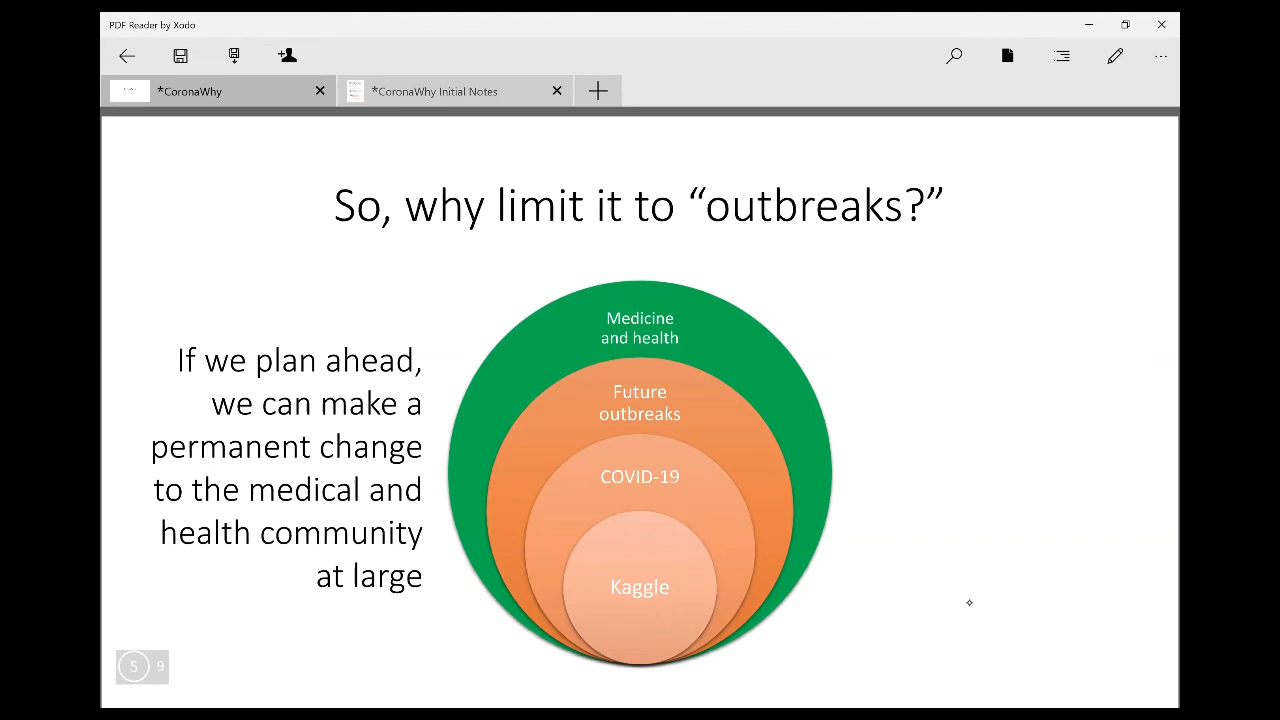 PDF Reader by Xodo
*CoronaWhy
*CoronaWhy Initial Notes
So, why limit it to “outbreaks?”
If we plan ahead,
we can make a
permanent change
to the medical and
health community
at large
Medicine
and health
Future
outbreaks
COVID-19
Kaggle
5 9